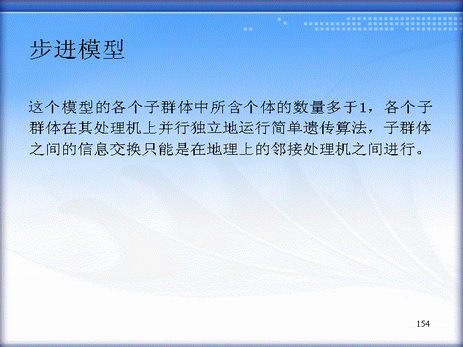 步进模型
这个模型的各个子群体中所含个体的数量多于1，各个子
群体在其处理机上并行独立地运行简单遗传算法，子群体
之间的信息交换只能是在地理上的邻接处理机之间进行。
154